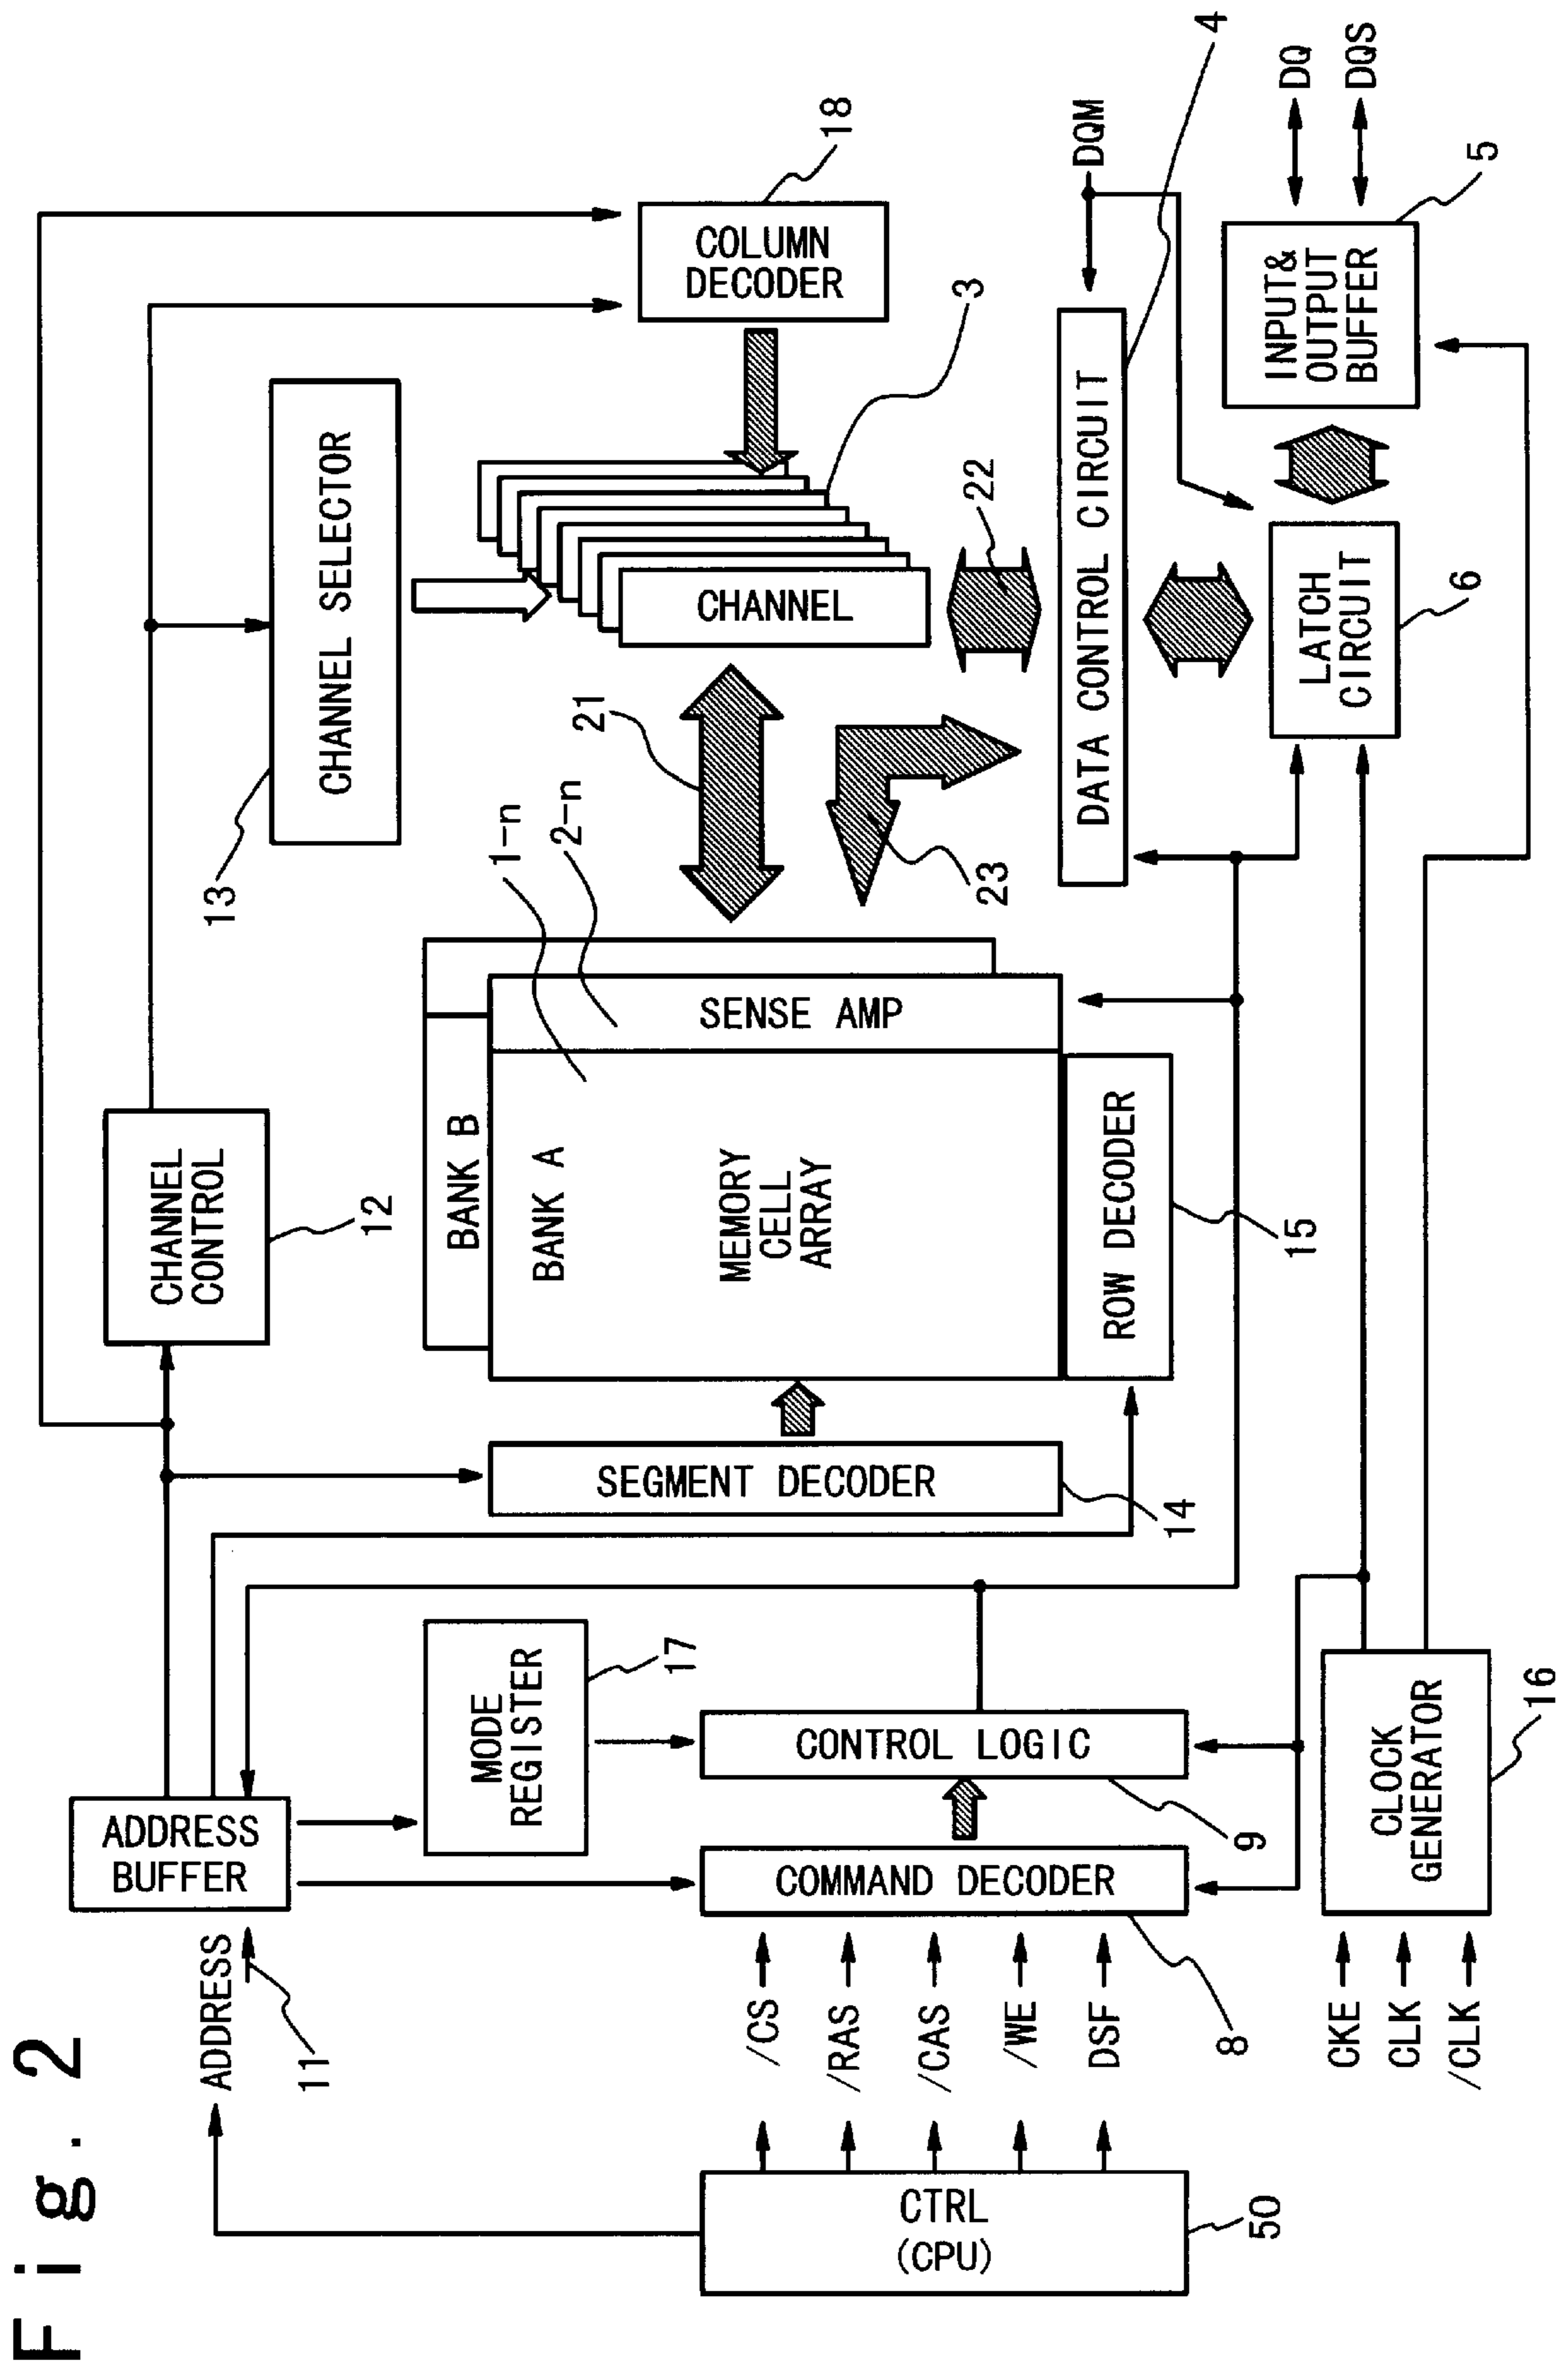 Fig. 2
CTRL
(CPU)
50
ADDRESS
11
/CS
/RAS
/CAS
/WE
DSF
8
CKE
CLK
/CLK
ADDRESS
BUFFER
COMMAND DECODER
CLOCK
GENERATOR
16
MODE
REGISTER
17
CONTROL LOGIC
9
SEGMENT DECODER
14
CHANNEL
CONTROL
12
BANK B
BANK A
MEMORY
CELL
ARRAY
ROW DECODER
15
SENSE AMP
1-n
2-n
21
23
13
CHANNEL SELECTOR
CHANNEL
3
22
DATA CONTROL CIRCUIT
4
LATCH
CIRCUIT
6
COLUMN
DECODER
18
INPUT&
OUTPUT
BUFFER
5
DQM
DQ
DQS